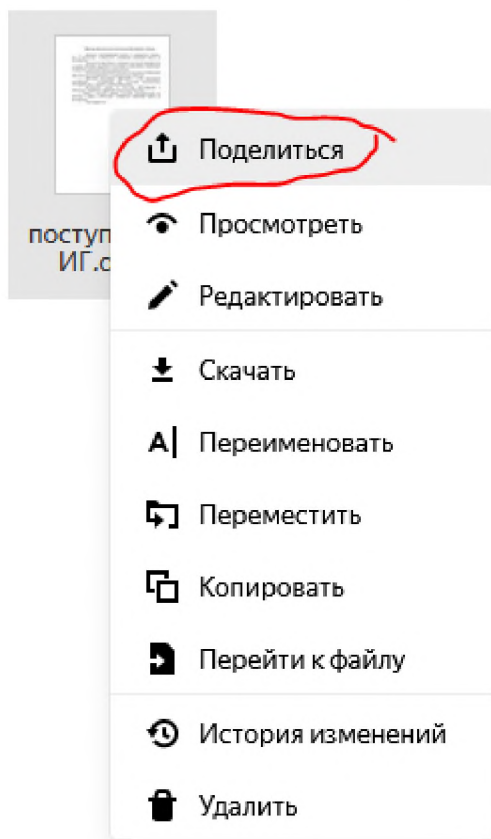 Поделиться
Просмотреть
Редактировать
Скачать
Переименовать
Переместить
Копировать
Перейти к файлу
История изменений
Удалить
поступ
ИГ.с